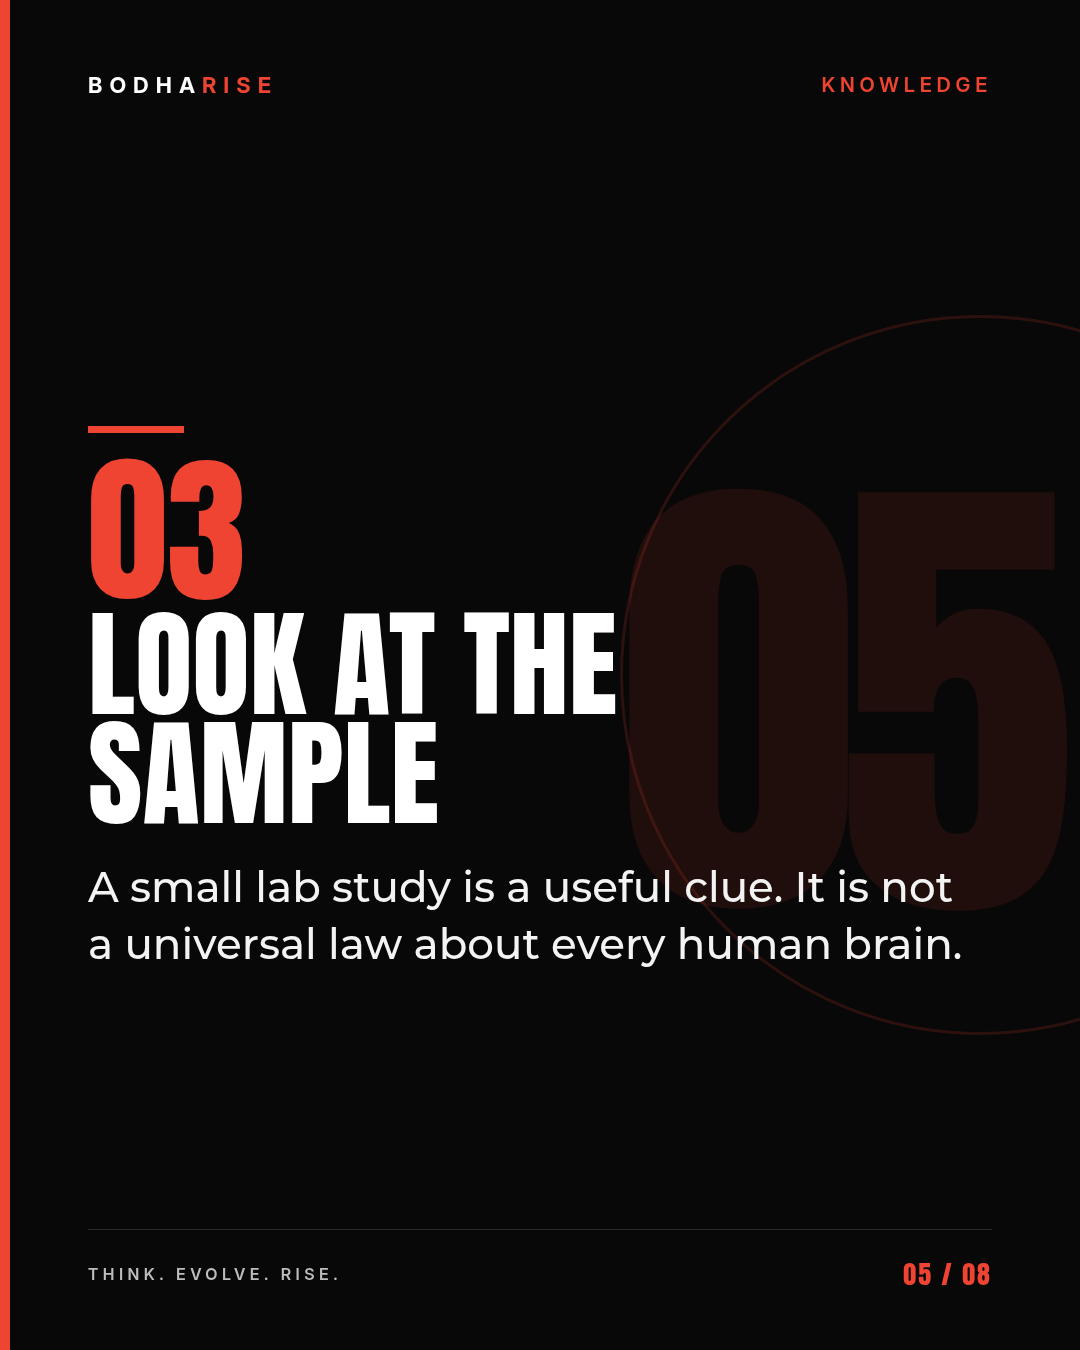 BODHARISE
KNOWLEDGE
03
05
LOOK AT THE
SAMPLE
A small lab study is a useful clue. It is not
a universal law about every human brain.
THINK. EVOLVE. RISE.
05 / 08